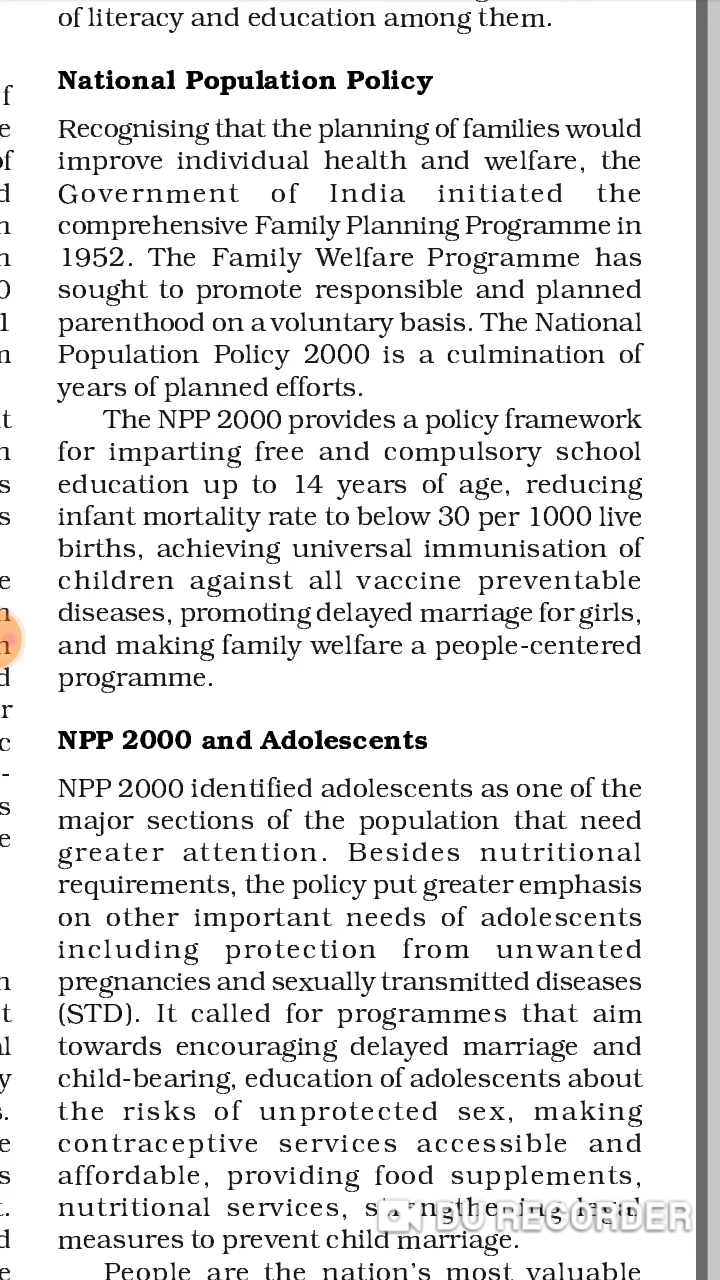 of literacy and education among them.
National Population Policy
Recognising that the planning of families would
improve individual health and welfare, the
Government of India initiated the
comprehensive Family Planning Programme in
1952. The Family Welfare Programme has
sought to promote responsible and planned
parenthood on a voluntary basis. The National
Population Policy 2000 is a culmination of
years of planned efforts.
The NPP 2000 provides a policy framework
for imparting free and compulsory school
education up to 14 years of age, reducing
infant mortality rate to below 30 per 1000 live
births, achieving universal immunisation of
children against all vaccine preventable
diseases, promoting delayed marriage for girls,
and making family welfare a people-centered
programme.
NPP 2000 and Adolescents
NPP 2000 identified adolescents as one of the
major sections of the population that need
greater attention. Besides nutritional
requirements, the policy put greater emphasis
on other important needs of adolescents
including protection from unwanted
pregnancies and sexually transmitted diseases
(STD). It called for programmes that aim
towards encouraging delayed marriage and
child-bearing, education of adolescents about
the risks of unprotected sex, making
contraceptive services accessible and
affordable, providing food supplements,
nutritional services, strengthening legal
DU RECORDER
measures to prevent child marriage.
People are the nation's most valuable